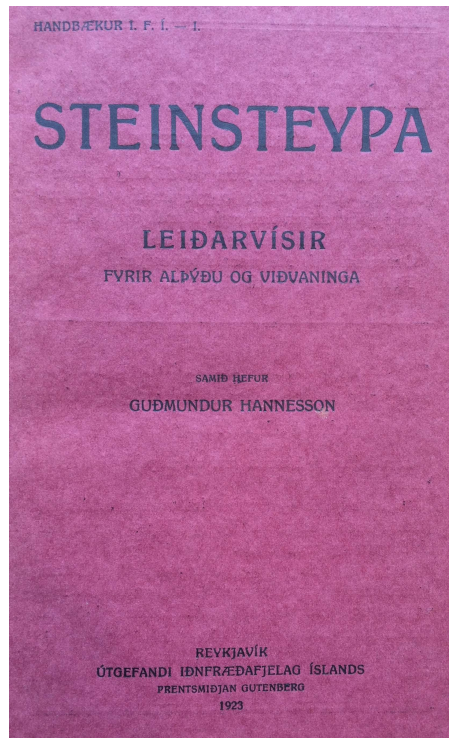 HANDBÆKUR I. F. Í. — I.
STEINSTEYPA
LEIÐARVÍSIR
FYRIR ALÞÝÐU OG VIÐVANINGA
SAMIÐ HEFUR
GUÐMUNDUR HANNESSON
REYKJAVÍK
ÚTGEFANDI IÐNFRÆÐAFJELAG ÍSLANDS
PRENTSMIÐJAN GUTENBERG
1923